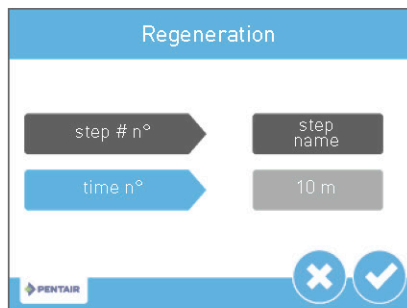 Regeneration
step # n°
step
name
time n°
10 m
PENTAIR